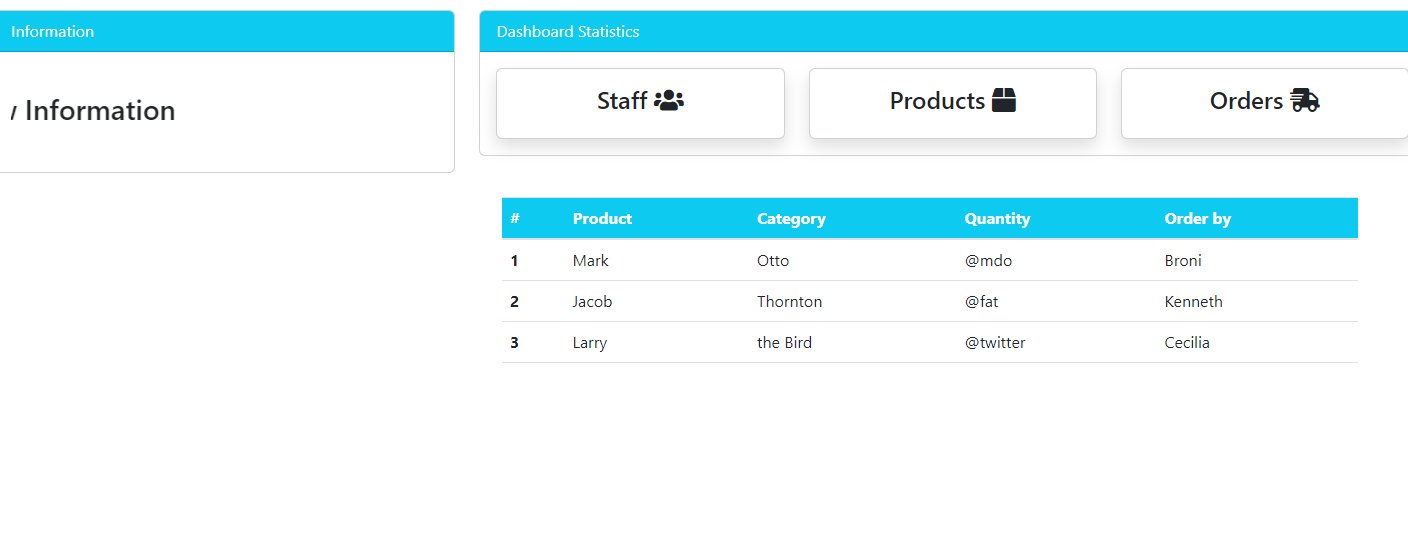 Information
Information
Dashboard Statistics
Staff
Products
Orders
# Product Category Quantity Order by
1 Mark Otto @mdo Broni
2 Jacob Thornton @fat Kenneth
3 Larry the Bird @twitter Cecilia